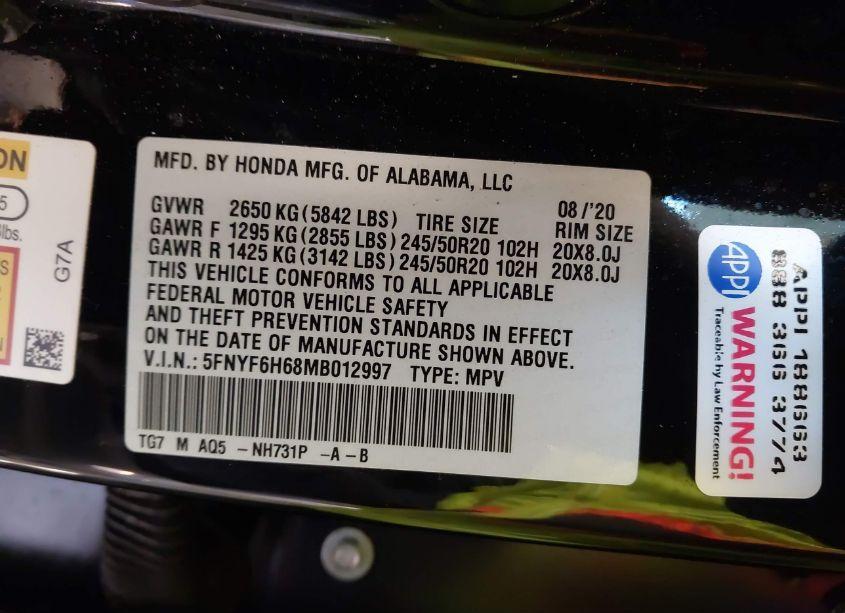 MFD. BY HONDA MFG. OF ALABAMA, LLC
08/'20
GVWR 2650 KG (5842 LBS) TIRE SIZE RIM SIZE
GAWR F 1295 KG (2855 LBS) 245/50R20 102H 20X8.0J
GAWR R 1425 KG (3142 LBS) 245/50R20 102H 20X8.0J
THIS VEHICLE CONFORMS TO ALL APPLICABLE
FEDERAL MOTOR VEHICLE SAFETY
AND THEFT PREVENTION STANDARDS IN EFFECT
ON THE DATE OF MANUFACTURE SHOWN ABOVE.
V.I.N.: 5FNYF6H68MB012997 TYPE: MPV
TG7 M AQ5 -NH731P -A-B
ON
5
lbs.
G7A
S
N
APPI
WARNING!
Traceable by Law Enforcement
APPI 188663
888 366 3774